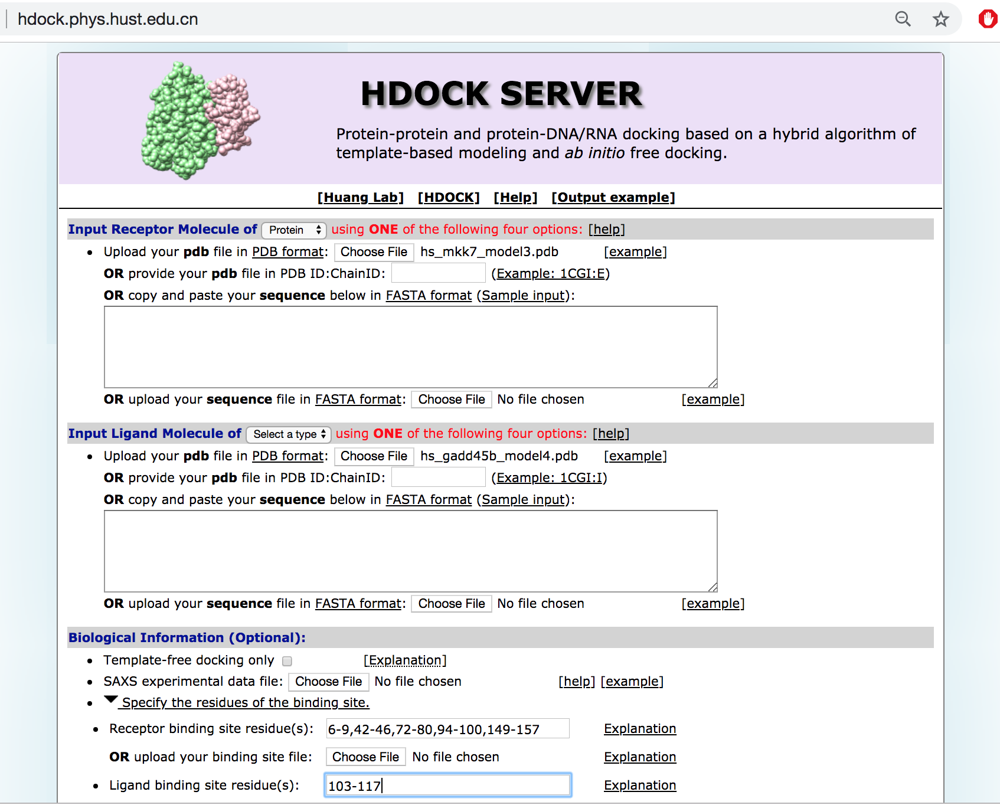 hdock.phys.hust.edu.cn
HDOCK SERVER
Protein-protein and protein-DNA/RNA docking based on a hybrid algorithm of
template-based modeling and ab initio free docking.
[Huang Lab] [HDOCK] [Help] [Output example]
Input Receptor Molecule of Protein using ONE of the following four options: [help]
Upload your pdb file in PDB format: Choose File hs_mkk7_model3.pdb [example]
OR provide your pdb file in PDB ID:ChainID: (Example: 1CGI:E)
OR copy and paste your sequence below in FASTA format (Sample input):
OR upload your sequence file in FASTA format: Choose File No file chosen [example]
Input Ligand Molecule of Select a type using ONE of the following four options: [help]
Upload your pdb file in PDB format: Choose File hs_gadd45b_model4.pdb [example]
OR provide your pdb file in PDB ID:ChainID: (Example: 1CGI:I)
OR copy and paste your sequence below in FASTA format (Sample input):
OR upload your sequence file in FASTA format: Choose File No file chosen [example]
Biological Information (Optional):
Template-free docking only [Explanation]
SAXS experimental data file: Choose File No file chosen [help] [example]
Specify the residues of the binding site.
Receptor binding site residue(s): 6-9,42-46,72-80,94-100,149-157 Explanation
OR upload your binding site file: Choose File No file chosen Explanation
Ligand binding site residue(s): 103-117 Explanation